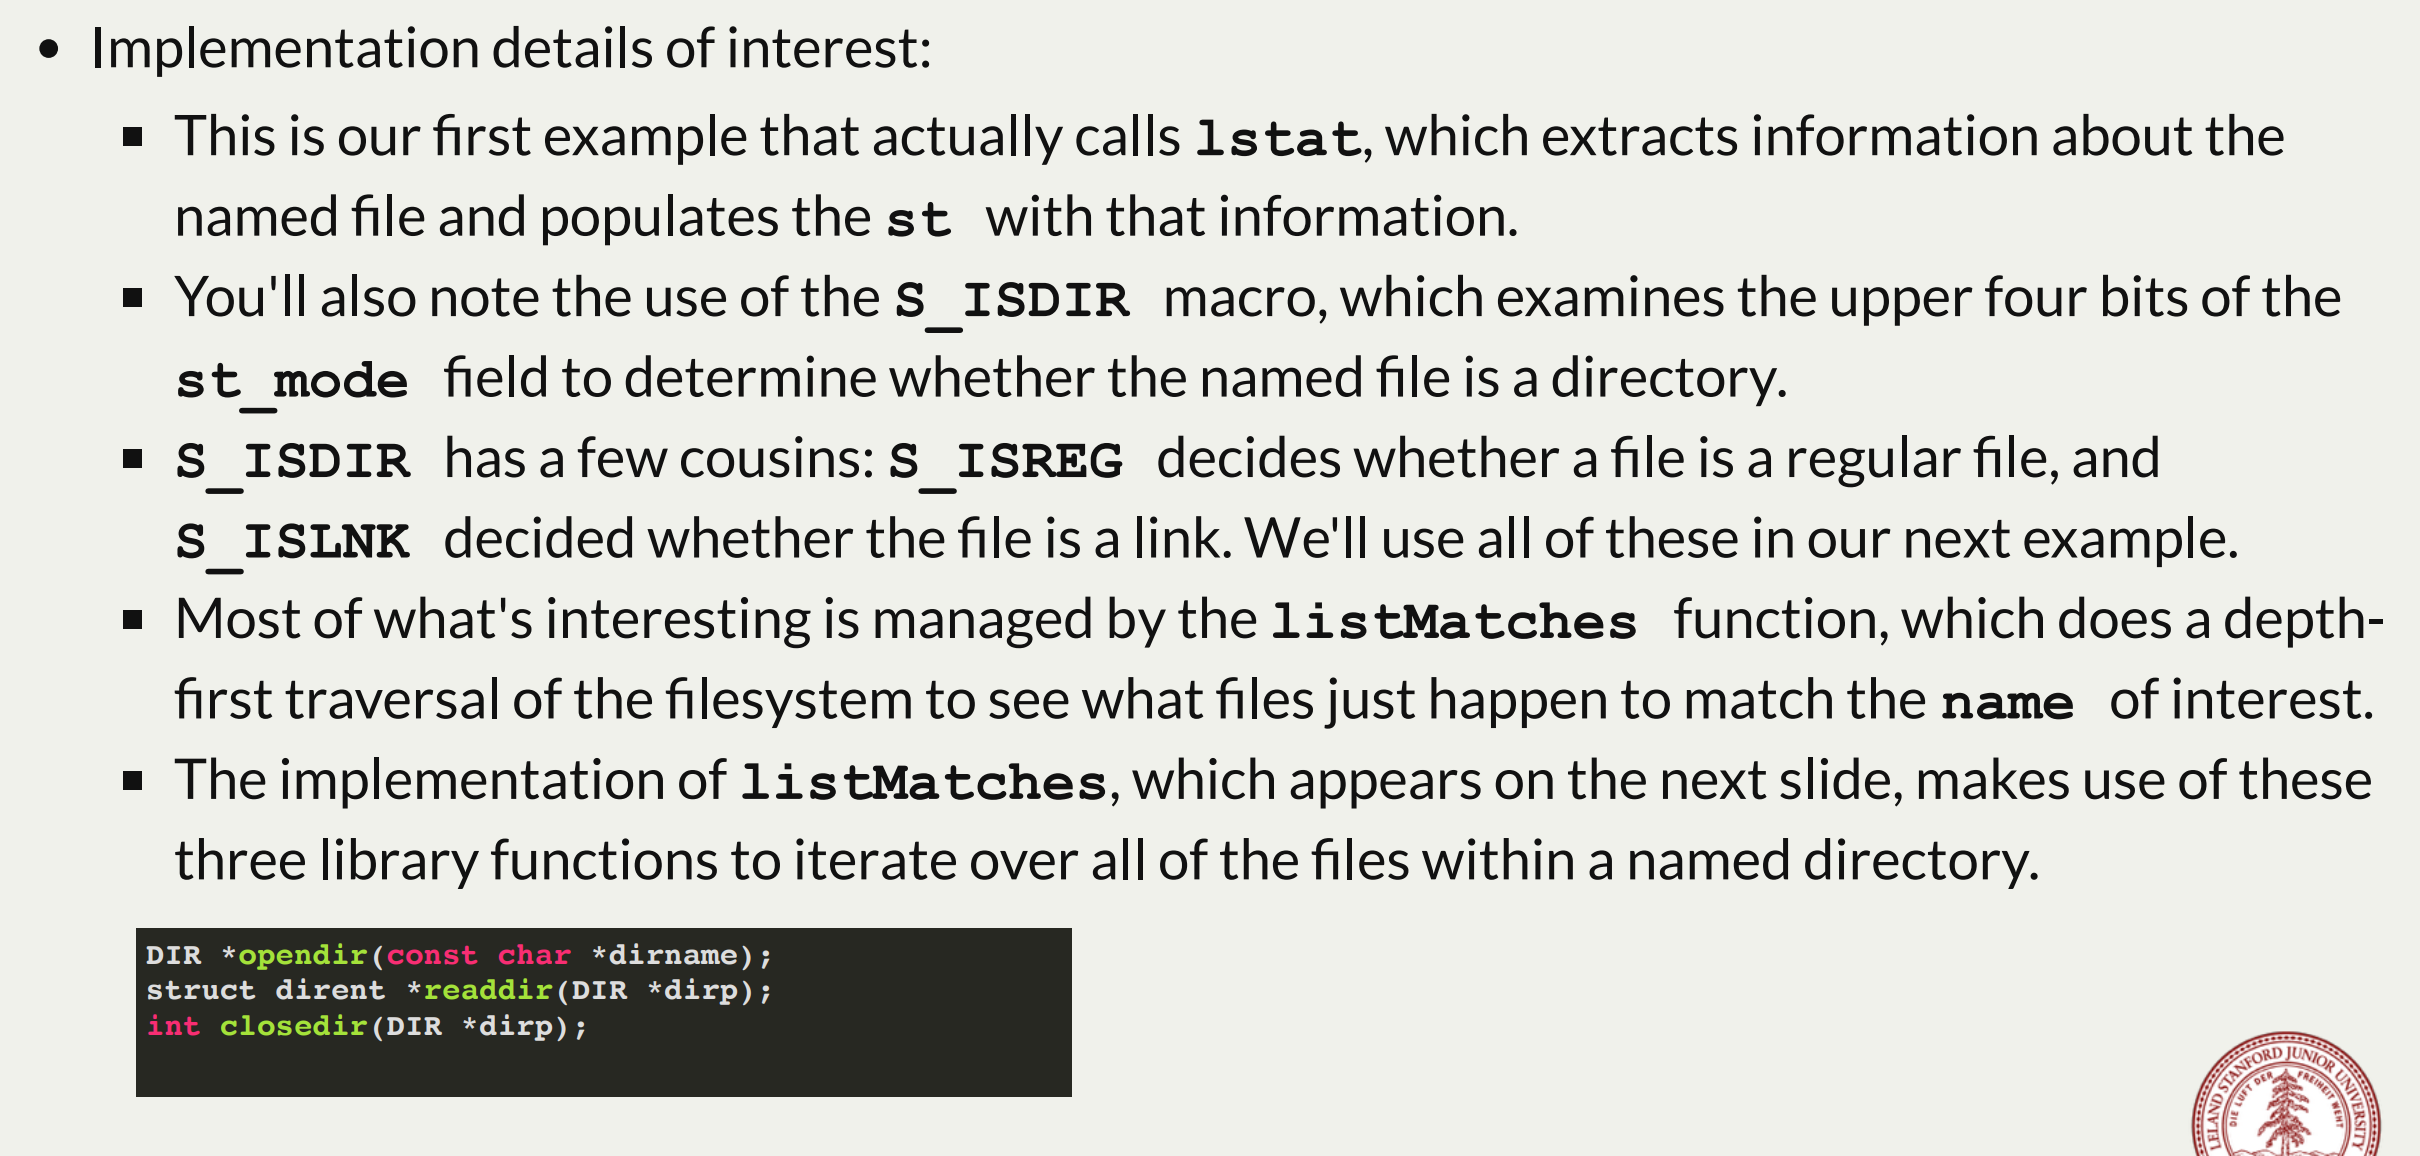 Implementation details of interest:
This is our first example that actually calls lstat, which extracts information about the
named file and populates the st with that information.
You'll also note the use of the S_ISDIR macro, which examines the upper four bits of the
st_mode field to determine whether the named file is a directory.
S_ISDIR has a few cousins: S_ISREG decides whether a file is a regular file, and
S_ISLNK decided whether the file is a link. We'll use all of these in our next example.
Most of what's interesting is managed by the listMatches function, which does a depth-
first traversal of the filesystem to see what files just happen to match the name of interest.
The implementation of listMatches, which appears on the next slide, makes use of these
three library functions to iterate over all of the files within a named directory.
DIR *opendir(const char *dirname);
struct dirent *readdir(DIR *dirp);
int closedir(DIR *dirp);
LELAND STANFORD JUNIOR UNIVERSITY
DIE LUFT DER FREIHEIT WEHT